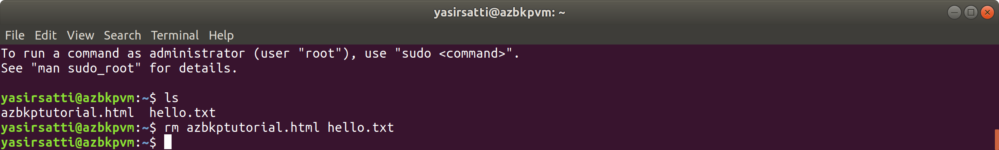 yasirsatti@azbkpvm: ~
File Edit View Search Terminal Help
To run a command as administrator (user "root"), use "sudo <command>".
See "man sudo_root" for details.
yasirsatti@azbkpvm:~$ ls
azbkptutorial.html  hello.txt
yasirsatti@azbkpvm:~$ rm azbkptutorial.html hello.txt
yasirsatti@azbkpvm:~$